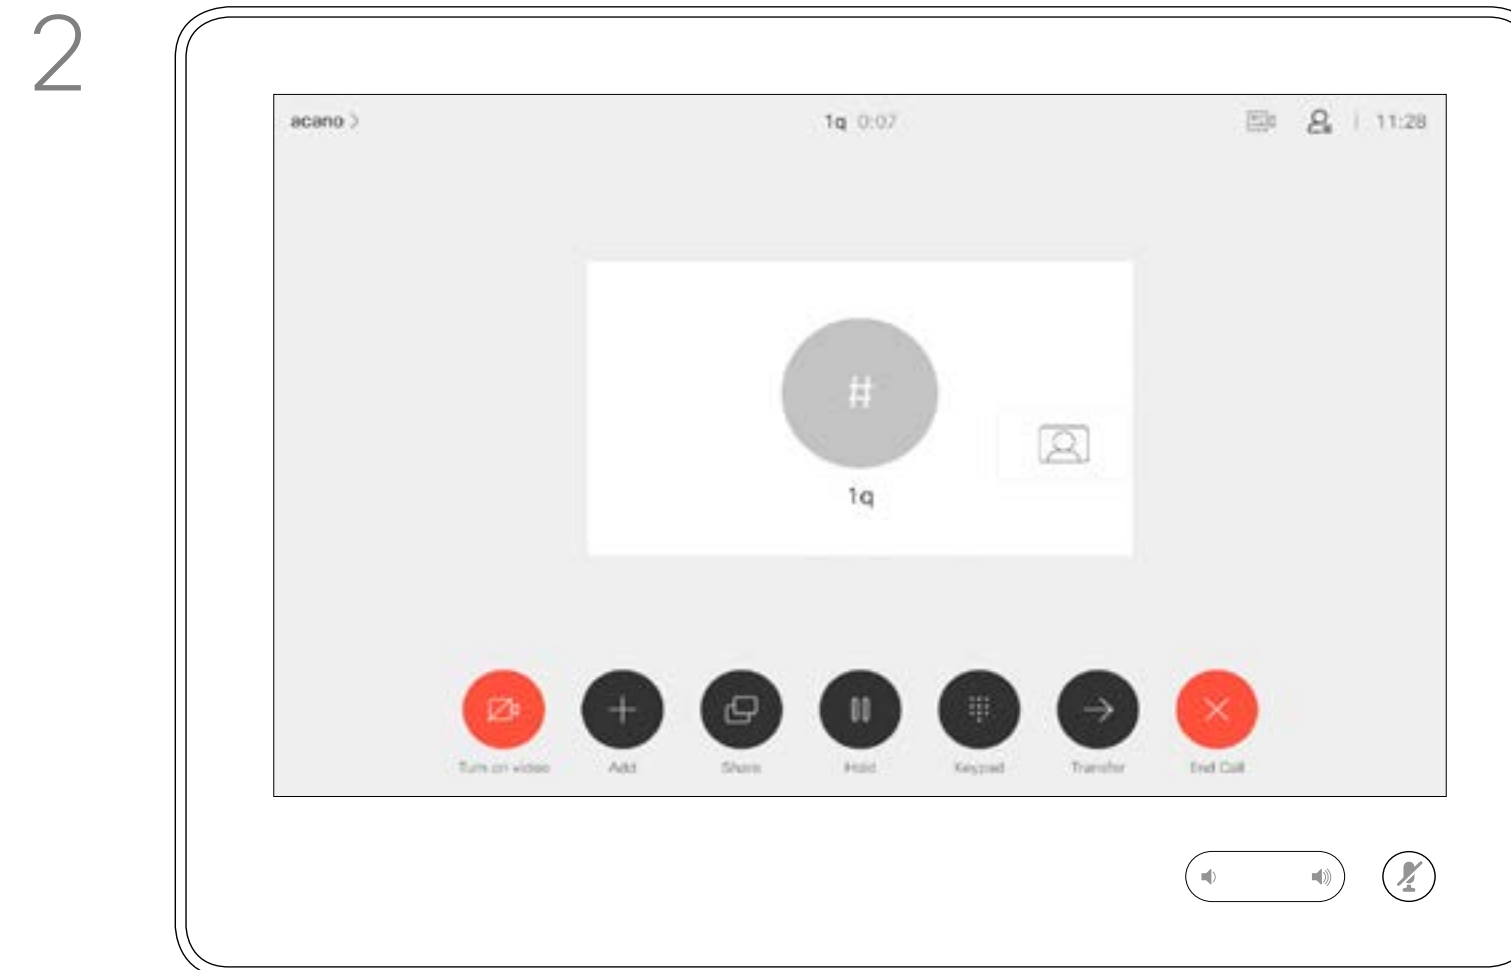 2
acano >
1q 0:07
11:28
#
1q
Turn on video
Add
Share
Hold
Keypad
Transfer
End Call